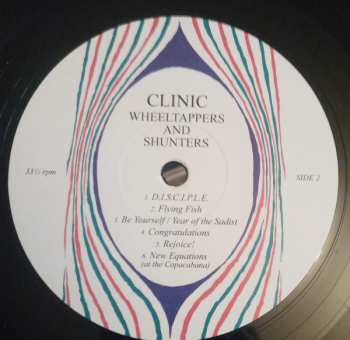 CLINIC
WHEELTAPPERS
AND
SHUNTERS
33⅓ rpm
SIDE 2
1. D.I.S.C.I.P.L.E.
2. Flying Fish
3. Be Yourself / Year of the Sadist
4. Congratulations
5. Rejoice!
6. New Equations
(at the Copacabana)